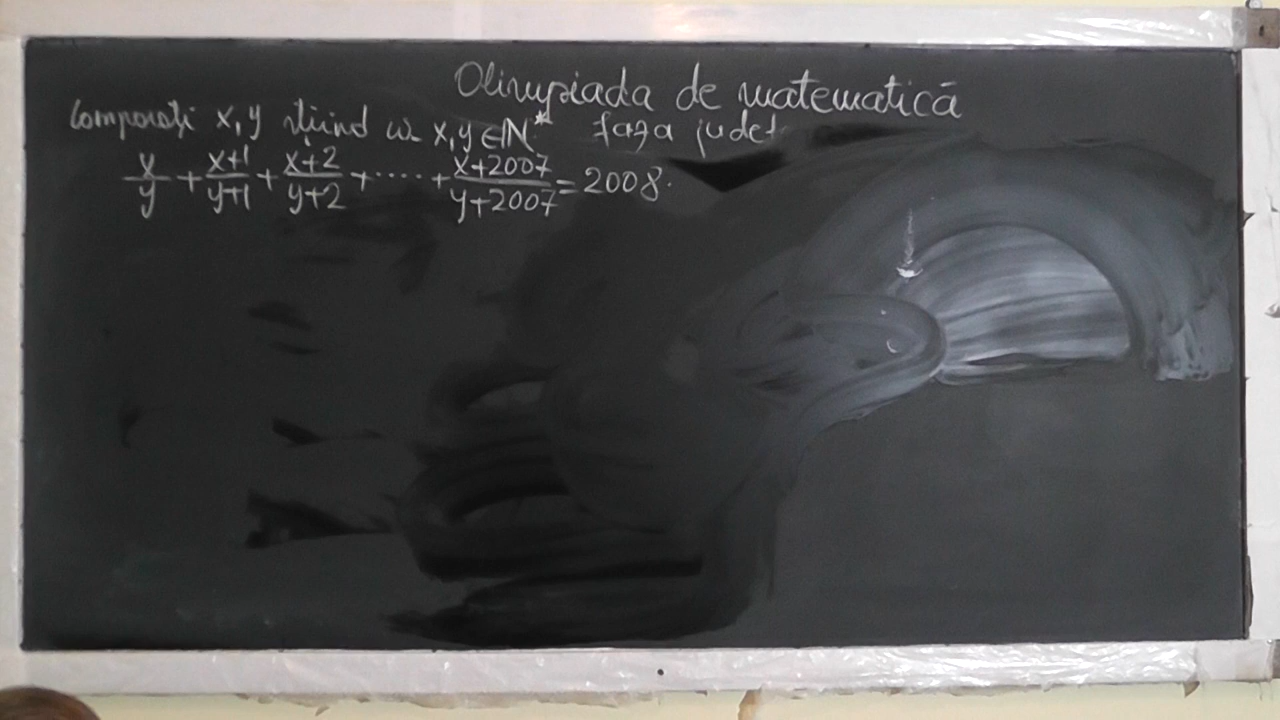 Olimpiada de matematică
Comparați x, y știind că x, y ∈ N* faza județ
x/y + x+1/y+1 + x+2/y+2 + ..... + x+2007/y+2007 = 2008.